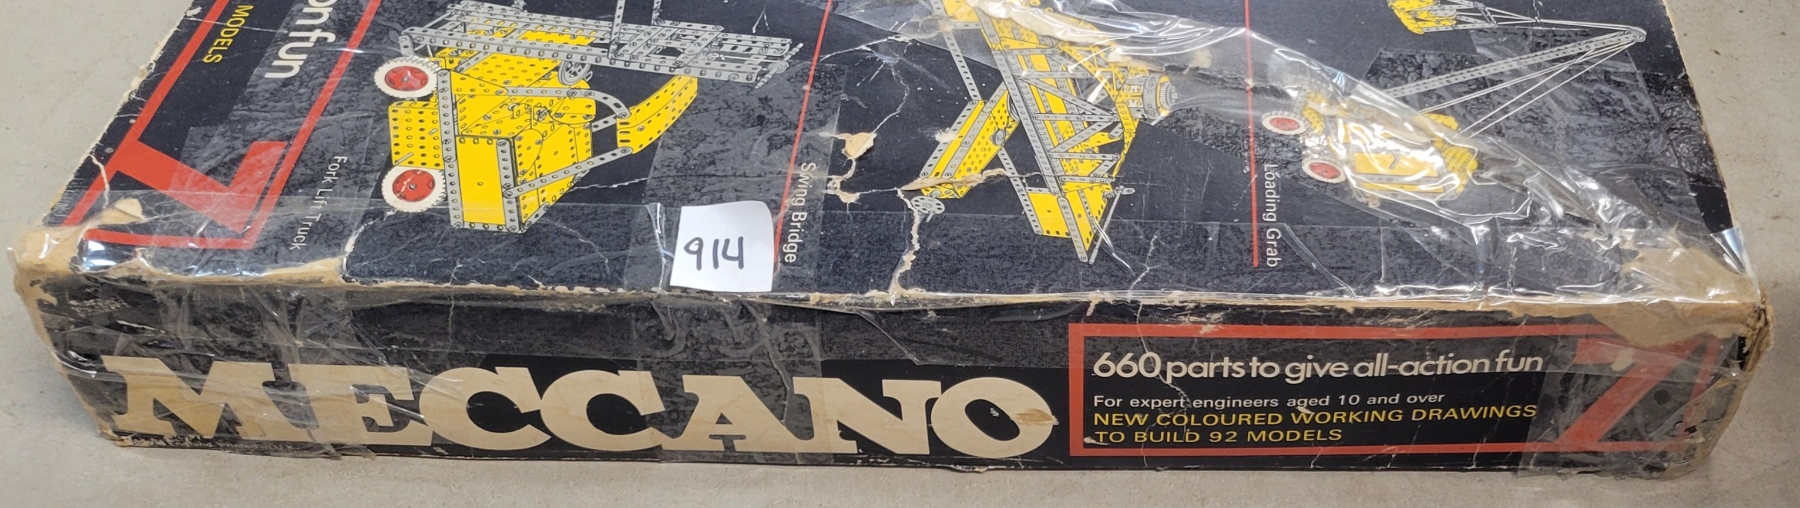 on fun
MODELS
7
Fork Lift Truck
914
Swing Bridge
Loading Grab
MECCANO
660 parts to give all-action fun
For expert engineers aged 10 and over
NEW COLOURED WORKING DRAWINGS
TO BUILD 92 MODELS
7